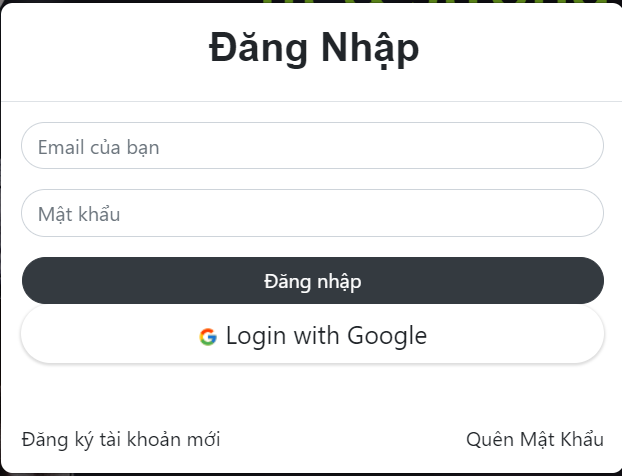 Đăng Nhập
Email của bạn
Mật khẩu
Đăng nhập
Login with Google
Đăng ký tài khoản mới
Quên Mật Khẩu